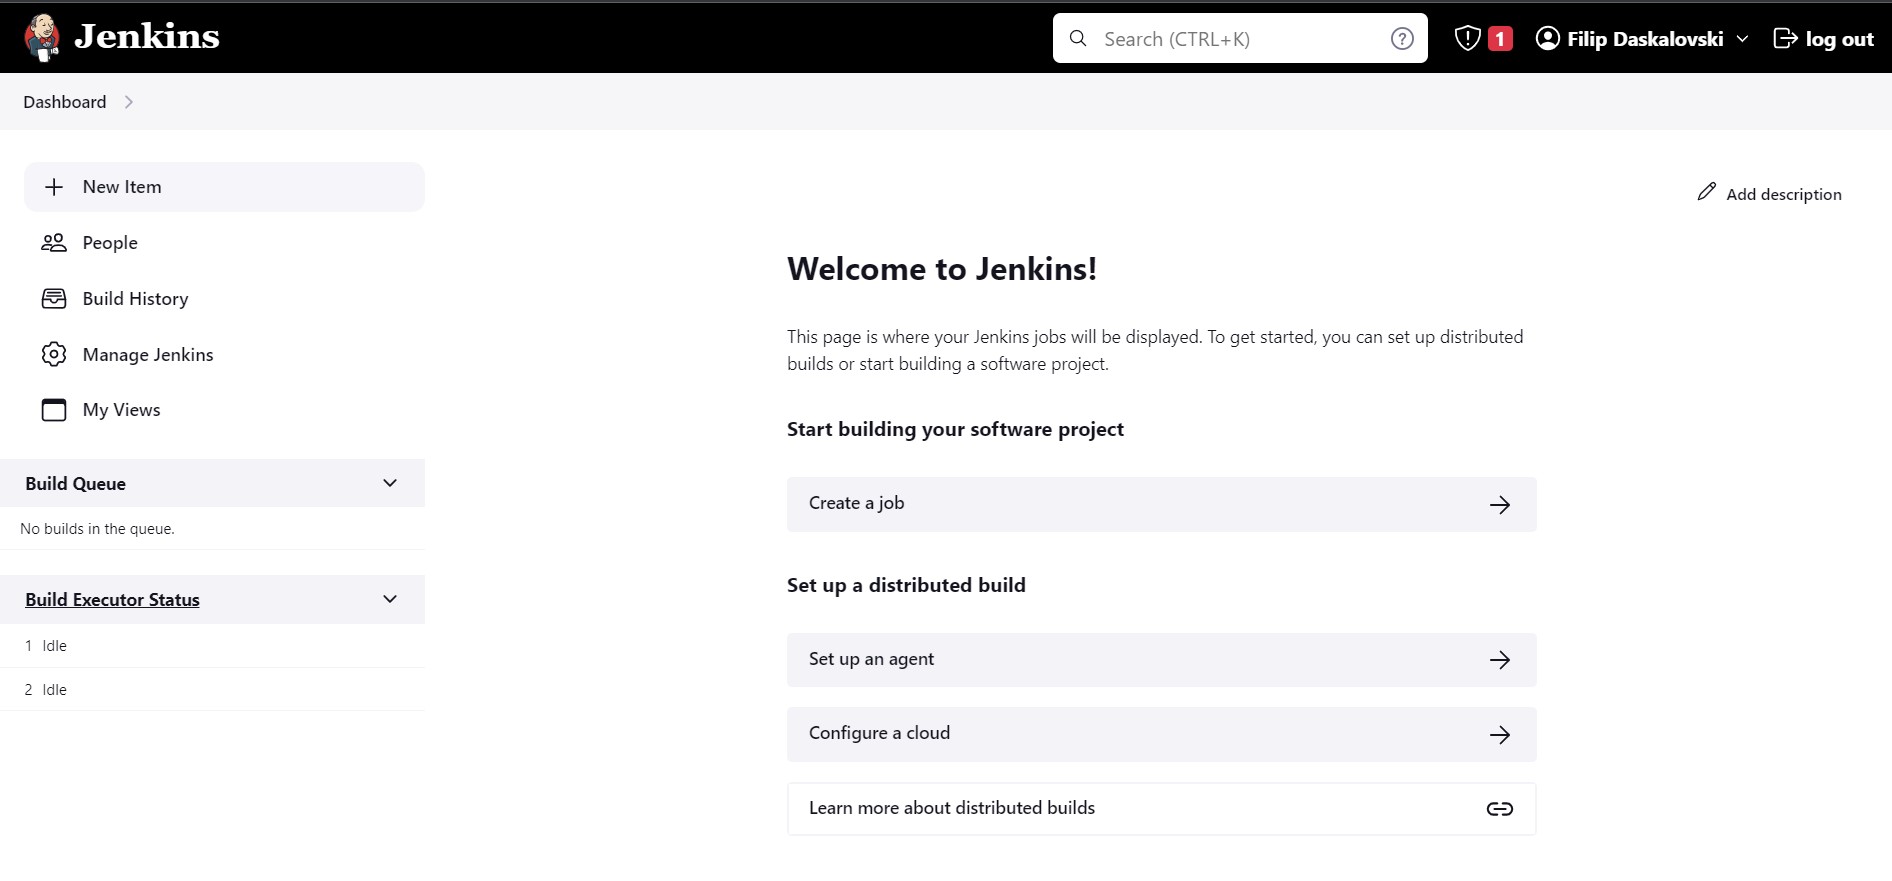 Jenkins
Search (CTRL+K)
1
Filip Daskalovski
log out
Dashboard
New Item
People
Build History
Manage Jenkins
My Views
Build Queue
No builds in the queue.
Build Executor Status
1 Idle
2 Idle
Add description
Welcome to Jenkins!
This page is where your Jenkins jobs will be displayed. To get started, you can set up distributed
builds or start building a software project.
Start building your software project
Create a job
Set up a distributed build
Set up an agent
Configure a cloud
Learn more about distributed builds